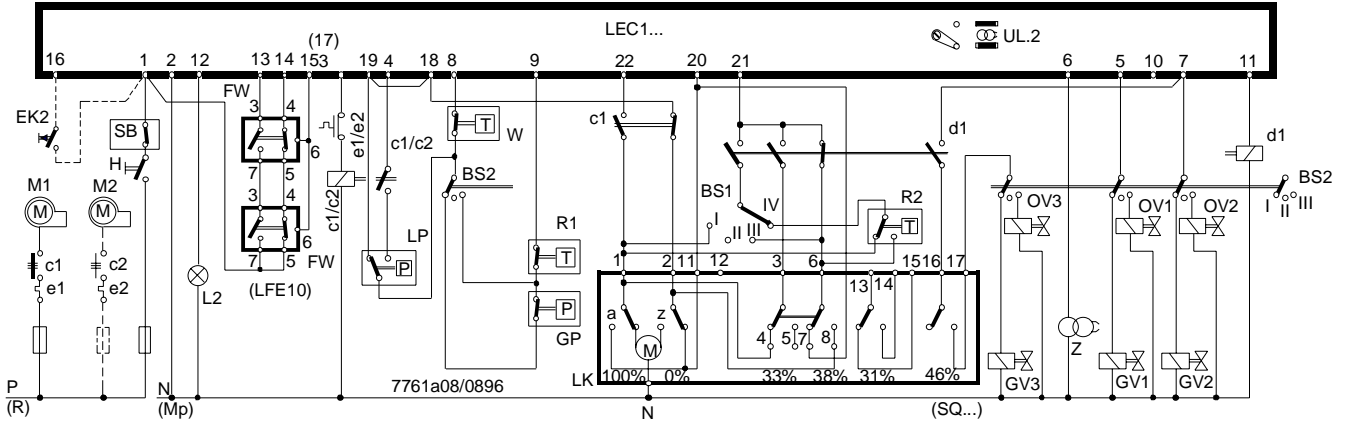 LEC1...
UL.2
(17)
16 1 2 12 13 14 15 3 19 4 18 8 9 22 20 21 6 5 10 7 11
FW
3 4
EK2
SB
H
6
7 5
3 4
6
7 5
FW
(LFE10)
e1/e2
c1/c2
c1/c2
T
W
BS2
c1
d1
d1
BS1
IV
I
II
III
R2
T
OV3
OV1
OV2
BS2
I
II
III
M1
M2
M
M
c1
e1
c2
e2
L2
LP
P
R1
T
P
GP
1 2 11 12 3 6 13 14 15 16 17
a
z
M
4 5 7 8
LK
100% 0% 33% 38% 31% 46%
Z
GV3
GV1
GV2
7761a08/0896
P
(R)
N
(Mp)
N
(SQ...)